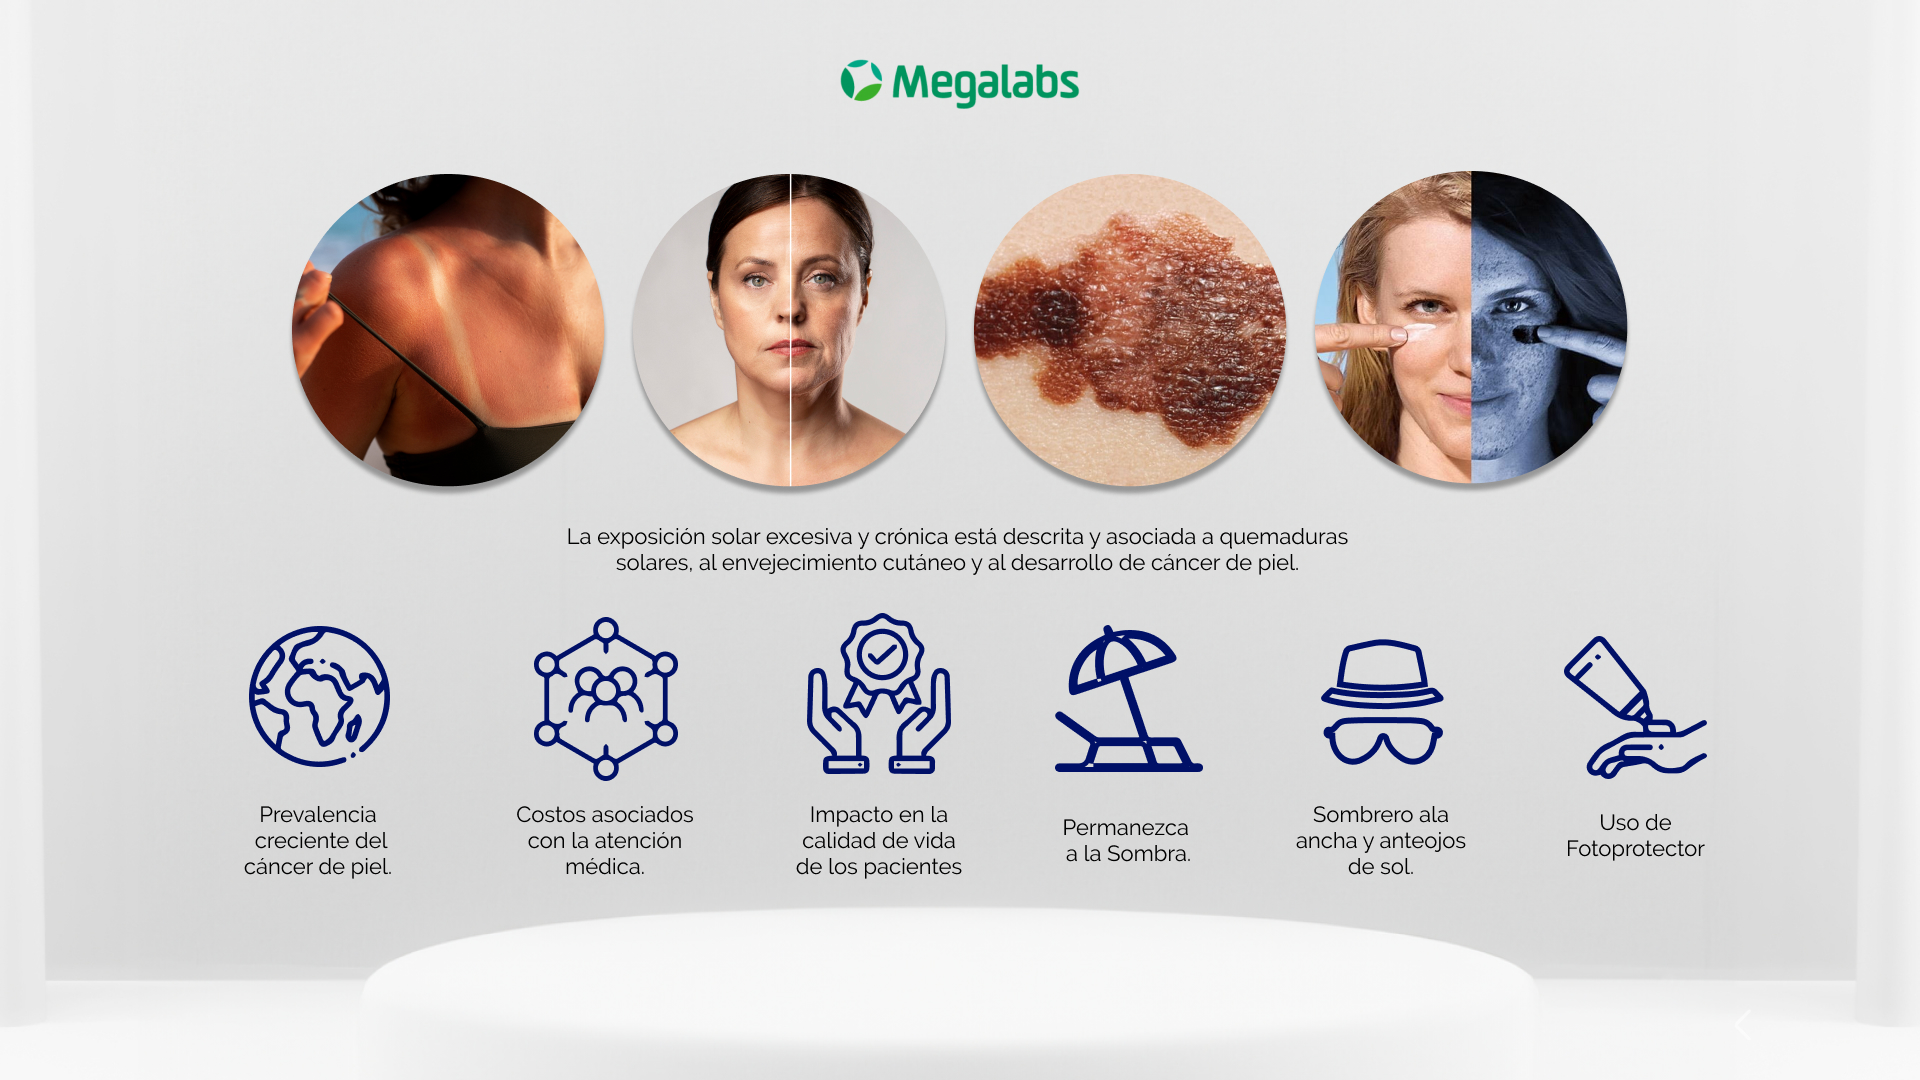 Megalabs
La exposición solar excesiva y crónica está descrita y asociada a quemaduras
solares, al envejecimiento cutáneo y al desarrollo de cáncer de piel.
Prevalencia
creciente del
cáncer de piel.
Costos asociados
con la atención
médica.
Impacto en la
calidad de vida
de los pacientes
Permanezca
a la Sombra.
Sombrero ala
ancha y anteojos
de sol.
Uso de
Fotoprotector